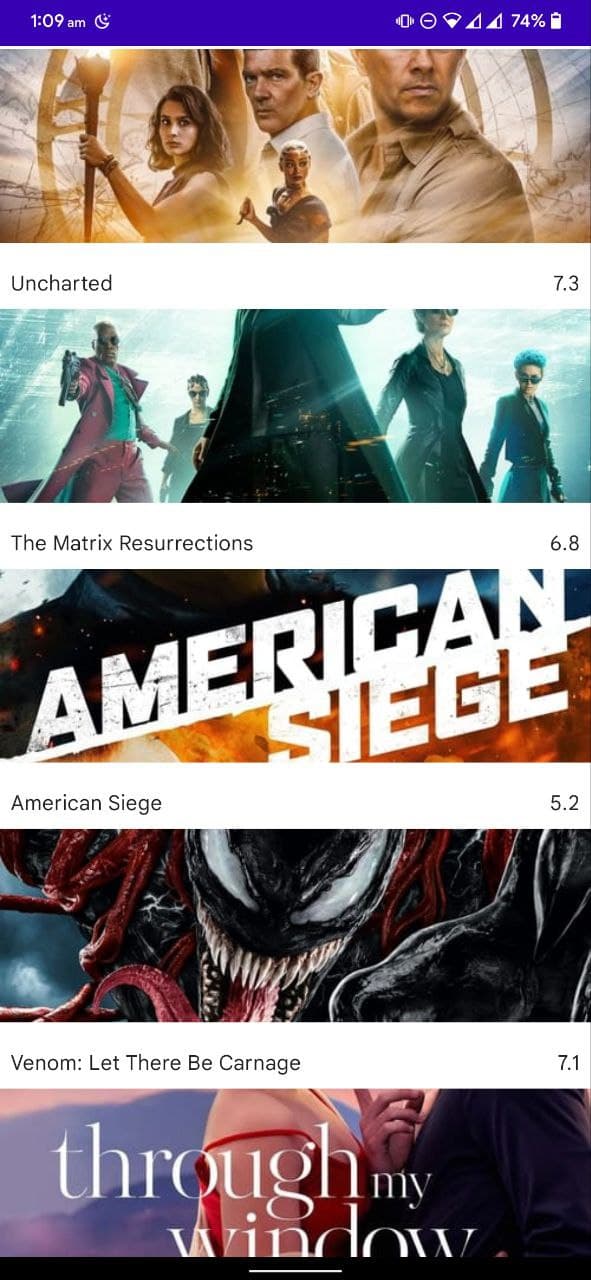 1:09 am 74%
Uncharted 7.3
The Matrix Resurrections 6.8
AMERICAN
SIEGE
American Siege 5.2
Venom: Let There Be Carnage 7.1
through my
window